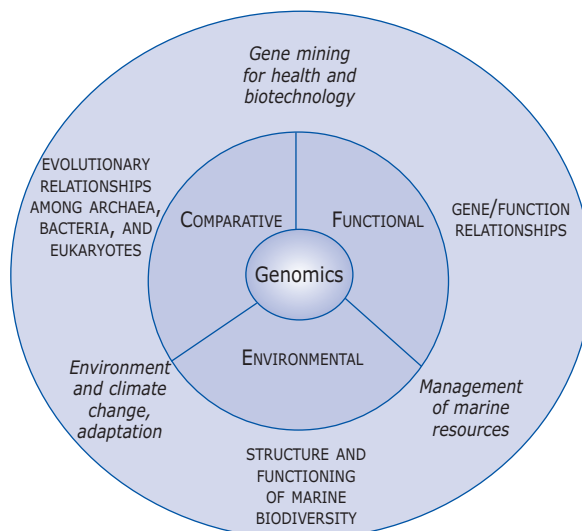 Gene mining
for health and
biotechnology
EVOLUTIONARY
RELATIONSHIPS
AMONG ARCHAEA,
BACTERIA, AND
EUKARYOTES
COMPARATIVE
FUNCTIONAL
GENE/FUNCTION
RELATIONSHIPS
Genomics
ENVIRONMENTAL
Environment
and climate
change,
adaptation
Management
of marine
resources
STRUCTURE AND
FUNCTIONING
OF MARINE
BIODIVERSITY